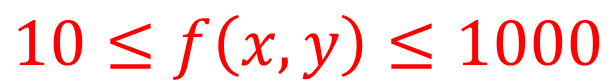 10 ≤ f(x, y) ≤ 1000